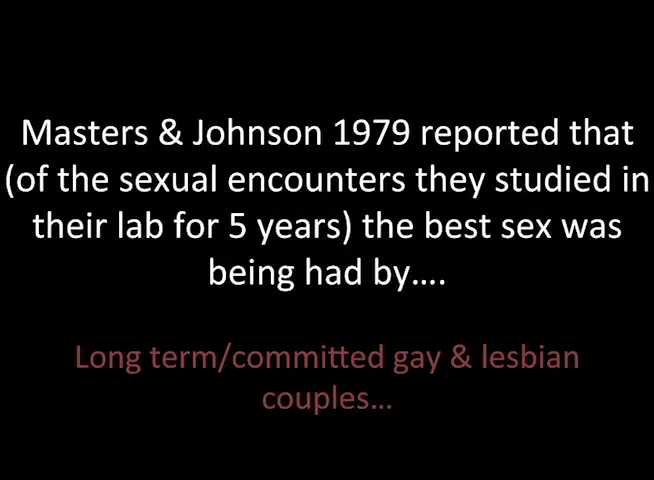 Masters & Johnson 1979 reported that
(of the sexual encounters they studied in
their lab for 5 years) the best sex was
being had by….
Long term/committed gay & lesbian
couples…